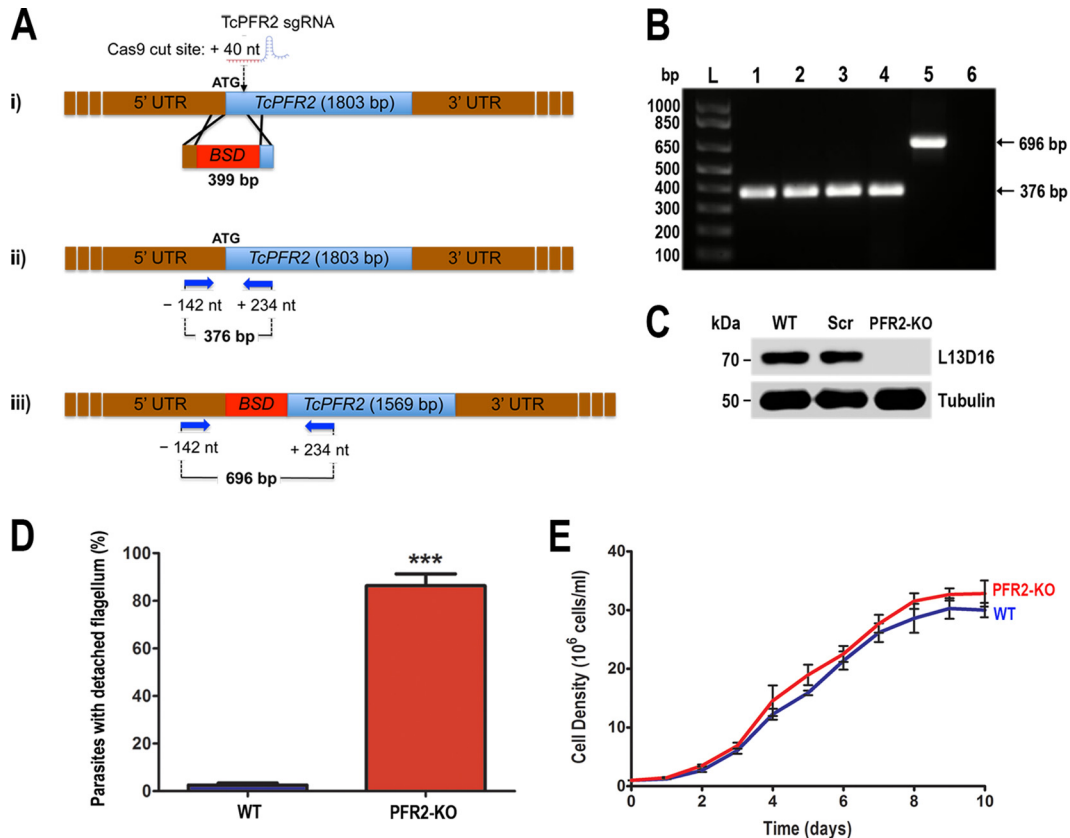 A
TcPFR2 sgRNA
Cas9 cut site: + 40 nt
ATG
i)
5' UTR
TcPFR2 (1803 bp)
3' UTR
BSD
399 bp
ATG
ii)
5' UTR
TcPFR2 (1803 bp)
3' UTR
− 142 nt
+ 234 nt
376 bp
iii)
5' UTR
BSD
TcPFR2 (1569 bp)
3' UTR
− 142 nt
+ 234 nt
696 bp
B
bp L 1 2 3 4 5 6
1000
850
650
500
400
300
200
100
696 bp
376 bp
C
kDa WT Scr PFR2-KO
70
L13D16
50
Tubulin
D
Parasites with detached flagellum (%)
100
80
60
40
20
0
***
WT
PFR2-KO
E
Cell Density (10⁶ cells/ml)
40
30
20
10
0
PFR2-KO
WT
0 2 4 6 8 10
Time (days)